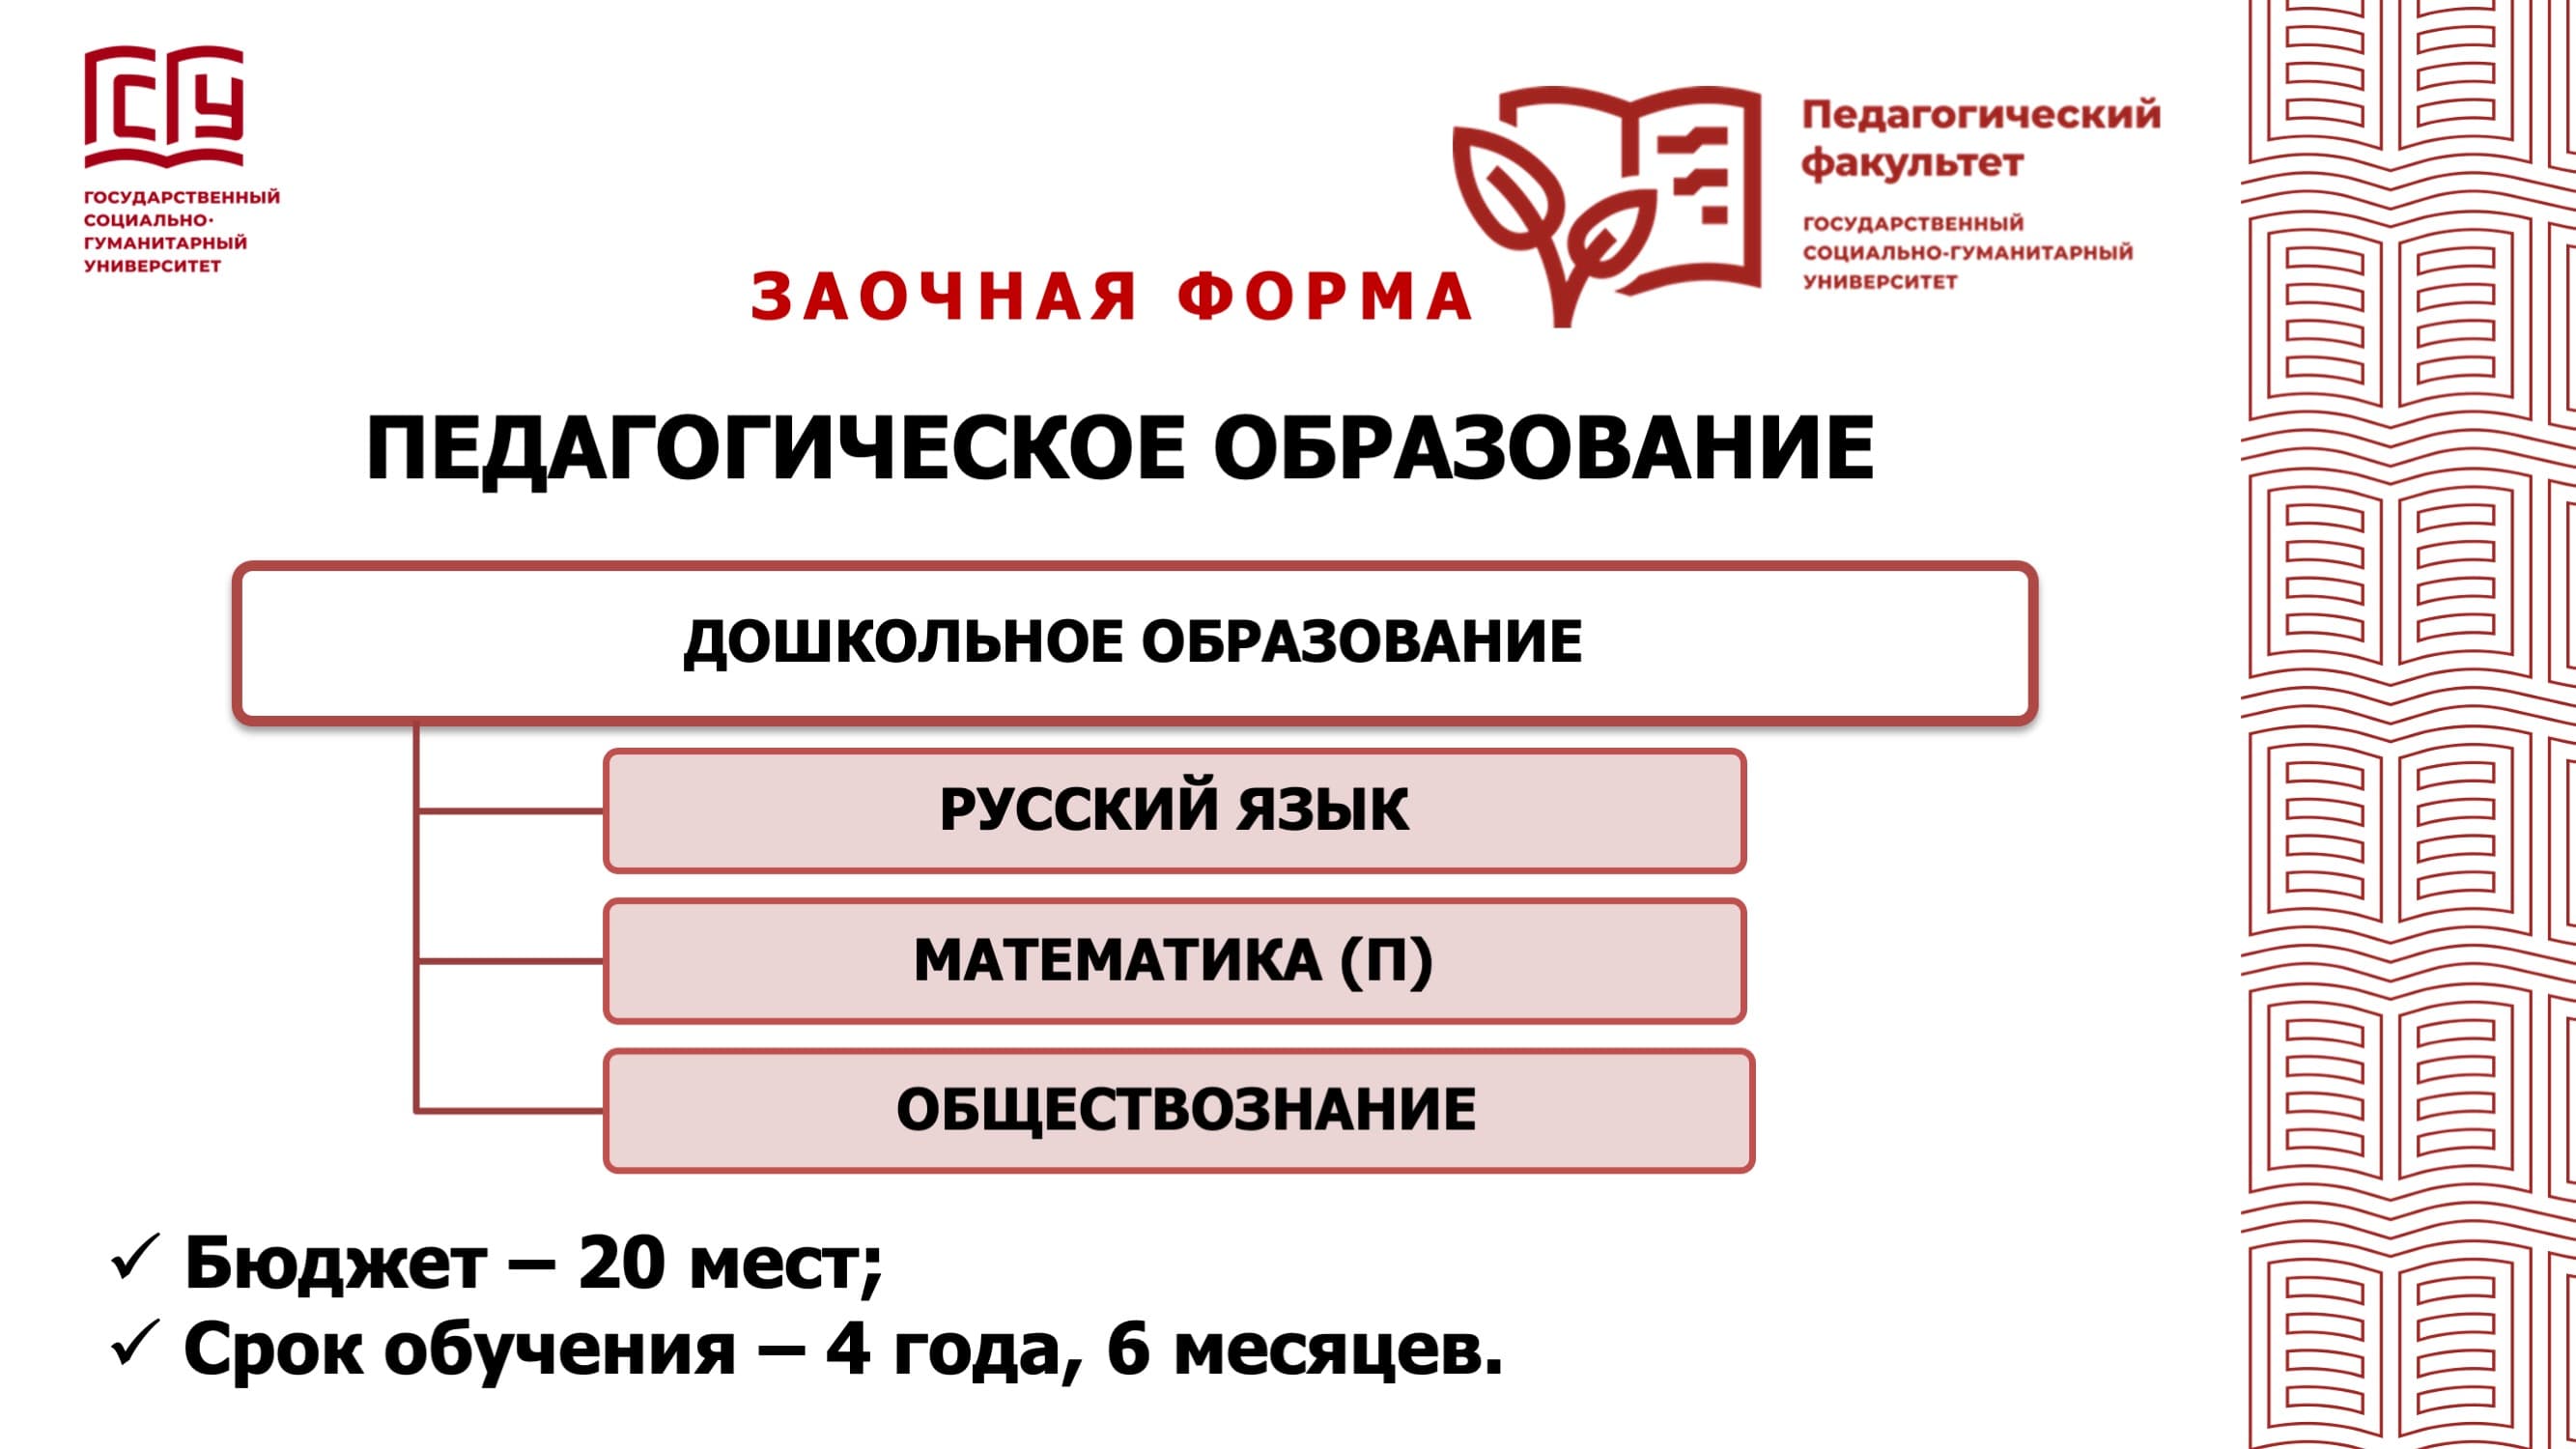 ГСГУ
ГОСУДАРСТВЕННЫЙ
СОЦИАЛЬНО-
ГУМАНИТАРНЫЙ
УНИВЕРСИТЕТ
Педагогический
факультет
ГОСУДАРСТВЕННЫЙ
СОЦИАЛЬНО-ГУМАНИТАРНЫЙ
УНИВЕРСИТЕТ
ЗАОЧНАЯ ФОРМА
ПЕДАГОГИЧЕСКОЕ ОБРАЗОВАНИЕ
ДОШКОЛЬНОЕ ОБРАЗОВАНИЕ
РУССКИЙ ЯЗЫК
МАТЕМАТИКА (П)
ОБЩЕСТВОЗНАНИЕ
✓ Бюджет – 20 мест;
✓ Срок обучения – 4 года, 6 месяцев.